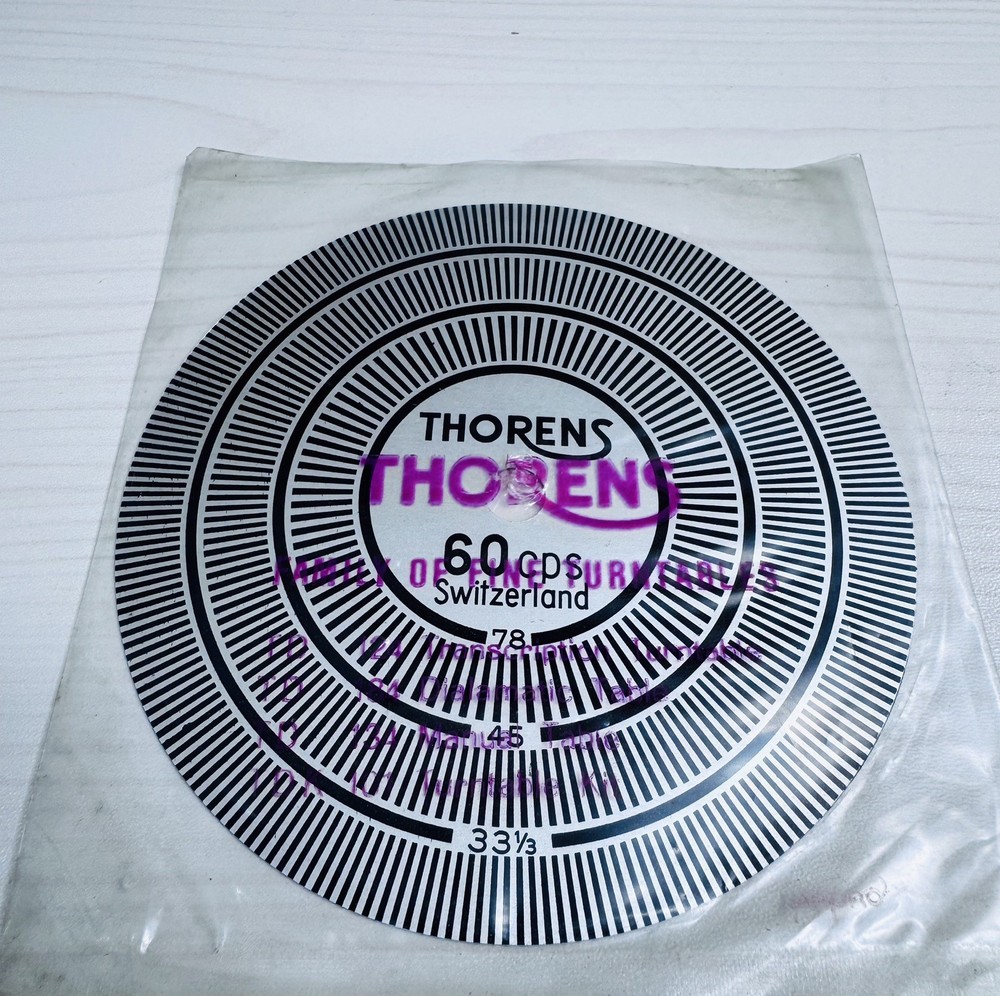 THORENS
THORENS
60 cps
FAMILY OF FINE TURNTABLES
Switzerland
78
TD 124 Transcription Turntable
TD 184 Dialamatic Table
45
TD 134 Manual Table
TDK 101 Turntable Kit
33⅓